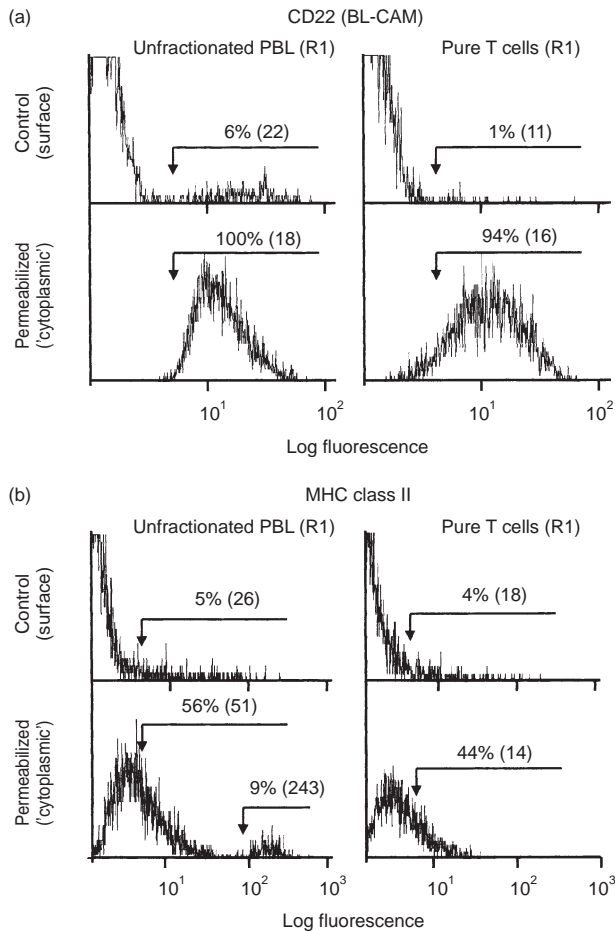 (a)
CD22 (BL-CAM)
Unfractionated PBL (R1)
Pure T cells (R1)
Control
(surface)
6% (22)
1% (11)
Permeabilized
('cytoplasmic')
100% (18)
94% (16)
10¹
10²
10¹
10²
Log fluorescence
(b)
MHC class II
Unfractionated PBL (R1)
Pure T cells (R1)
Control
(surface)
5% (26)
4% (18)
Permeabilized
('cytoplasmic')
56% (51)
9% (243)
44% (14)
10¹
10²
10³
10¹
10²
10³
Log fluorescence